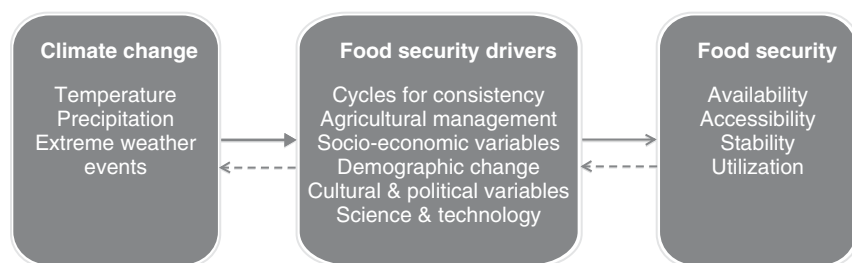 Climate change
Temperature
Precipitation
Extreme weather
events
Food security drivers
Cycles for consistency
Agricultural management
Socio-economic variables
Demographic change
Cultural & political variables
Science & technology
Food security
Availability
Accessibility
Stability
Utilization